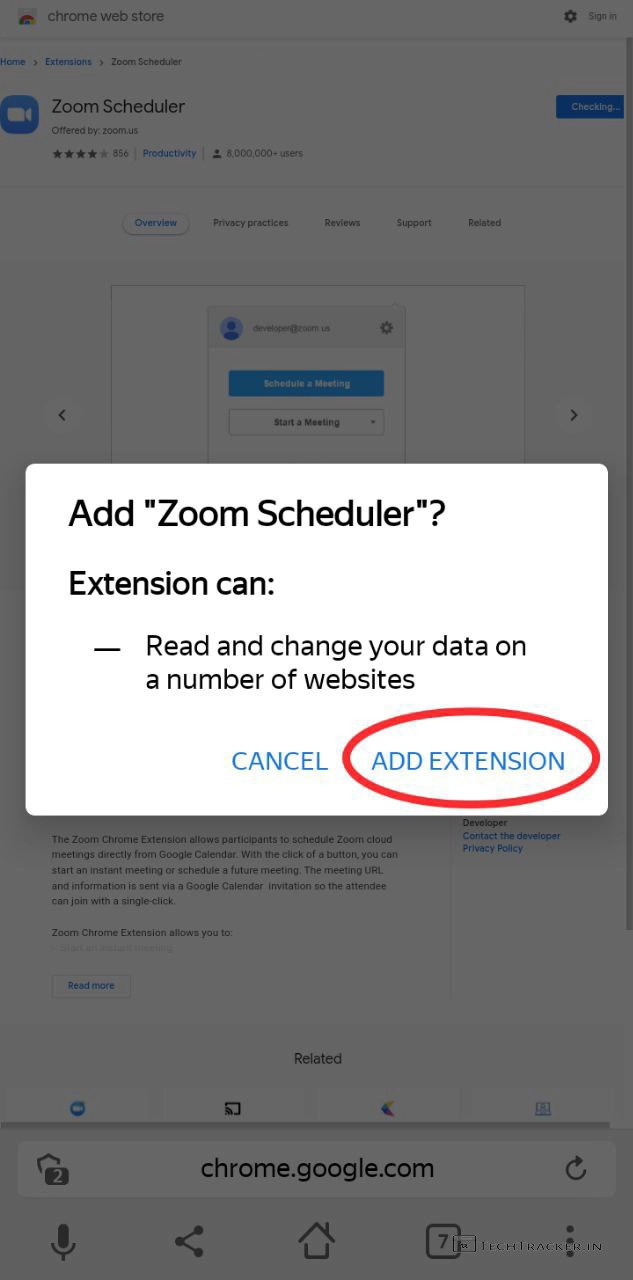 chrome web store
Sign in
Home > Extensions > Zoom Scheduler
Zoom Scheduler
Checking...
Offered by: zoom.us
856 | Productivity | 8,000,000+ users
Overview Privacy practices Reviews Support Related
developer@zoom.us
Schedule a Meeting
Start a Meeting
Add "Zoom Scheduler"?
Extension can:
— Read and change your data on
a number of websites
CANCEL ADD EXTENSION
Developer
Contact the developer
Privacy Policy
The Zoom Chrome Extension allows participants to schedule Zoom cloud
meetings directly from Google Calendar. With the click of a button, you can
start an instant meeting or schedule a future meeting. The meeting URL
and information is sent via a Google Calendar invitation so the attendee
can join with a single-click.
Zoom Chrome Extension allows you to:
- Start an instant meeting
Read more
Related
2
chrome.google.com
7
TechTracker.in